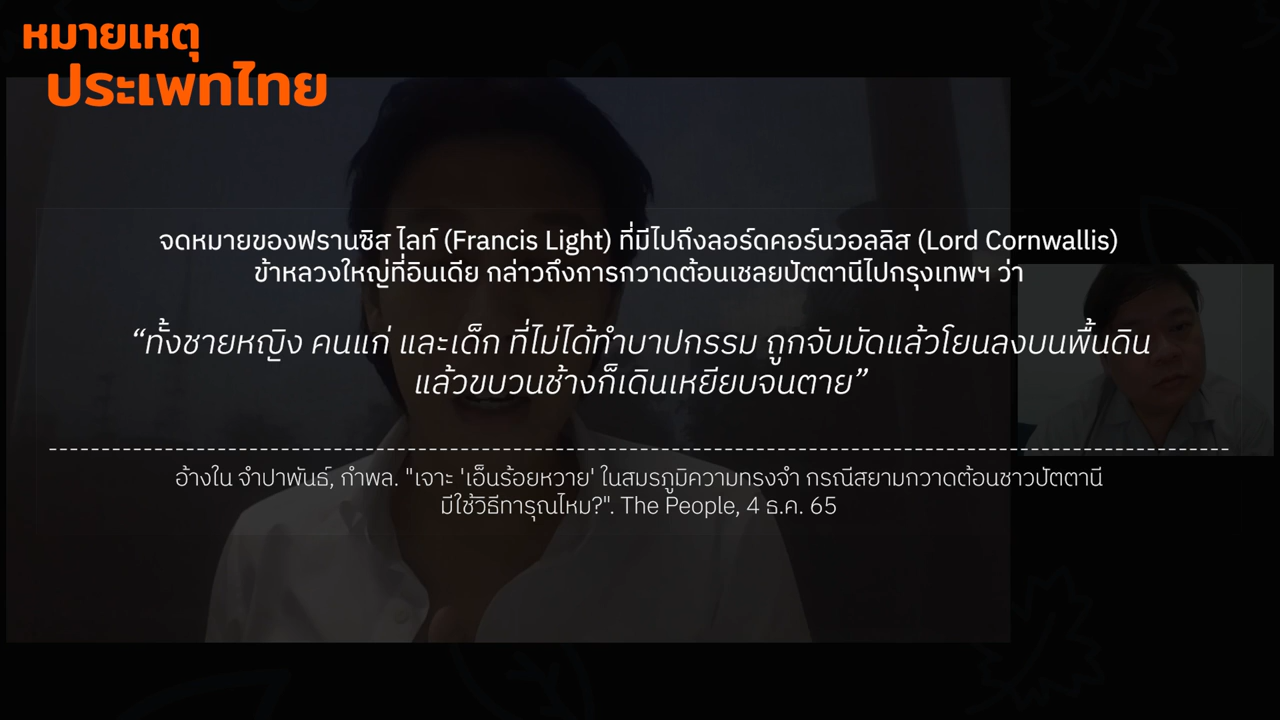 หมายเหตุ
ประเพทไทย
จดหมายของฟรานซิส ไลท์ (Francis Light) ที่มีไปถึงลอร์ดคอร์นวอลลิส (Lord Cornwallis)
ข้าหลวงใหญ่ที่อินเดีย กล่าวถึงการกวาดต้อนเชลยปัตตานีไปกรุงเทพฯ ว่า
“ทั้งชายหญิง คนแก่ และเด็ก ที่ไม่ได้ทำบาปกรรม ถูกจับมัดแล้วโยนลงบนพื้นดิน
แล้วขบวนช้างก็เดินเหยียบจนตาย”
อ้างใน จำปาพันธ์, กำพล. "เจาะ 'เอ็นร้อยหวาย' ในสมรภูมิความทรงจำ กรณีสยามกวาดต้อนชาวปัตตานี
มีใช้วิธีทารุณไหม?". The People, 4 ธ.ค. 65